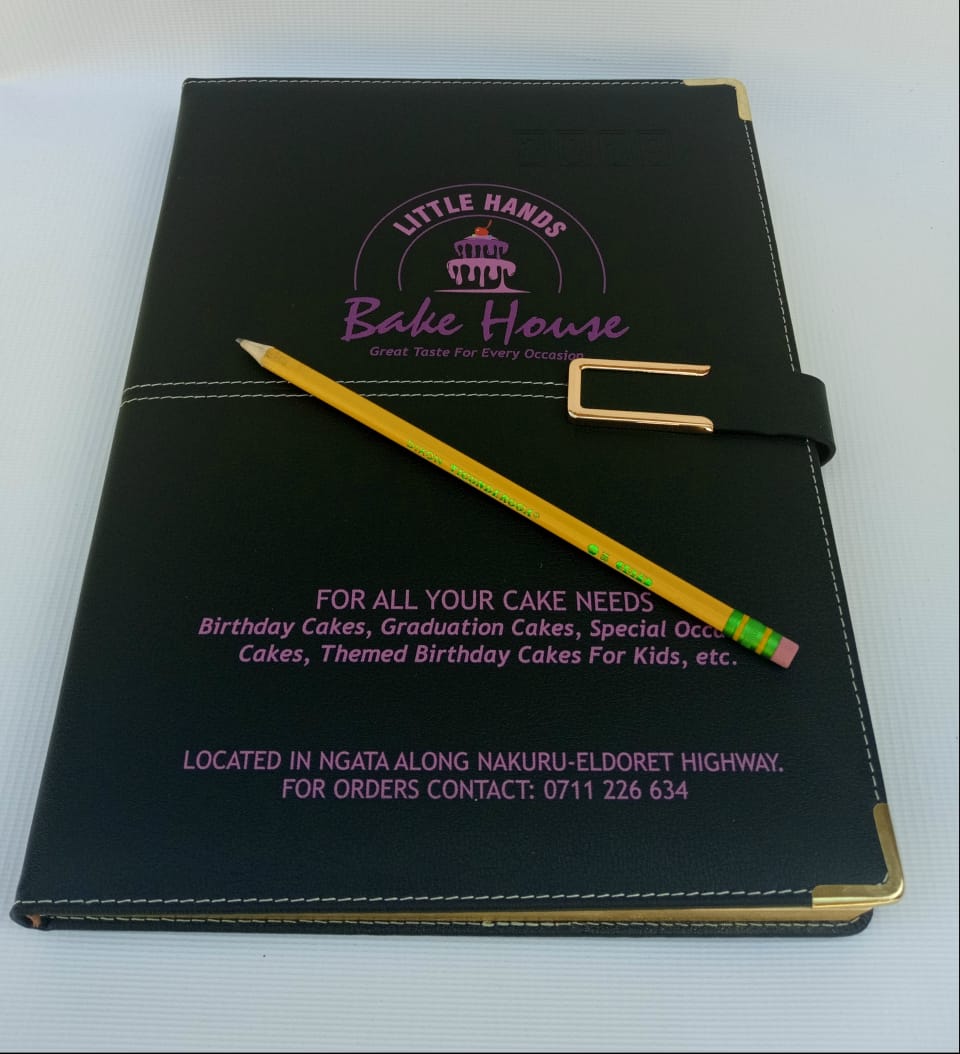 LITTLE HANDS
Bake House
Great Taste For Every Occasion
DIXON TICONDEROGA®
FOR ALL YOUR CAKE NEEDS
Birthday Cakes, Graduation Cakes, Special
Cakes, Themed Birthday Cakes For Kids, etc.
LOCATED IN NGATA ALONG NAKURU-ELDORET HIGHWAY.
FOR ORDERS CONTACT: 0711 226 634